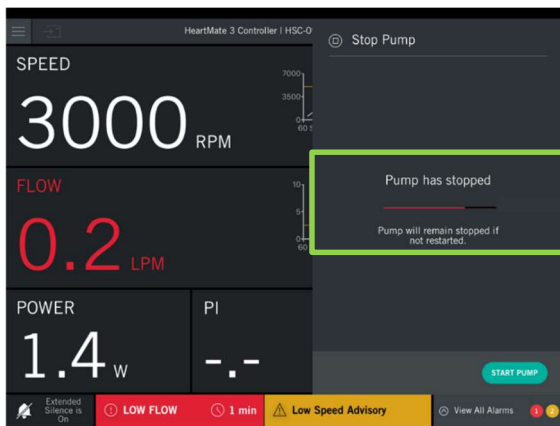 HeartMate 3 Controller | HSC-0
Stop Pump
SPEED
3000 RPM
7000
3500
0
60
FLOW
0.2 LPM
10
5
0
60
Pump has stopped
Pump will remain stopped if
not restarted.
POWER
1.4 W
PI
-.-
START PUMP
Extended
Silence is
On
LOW FLOW
1 min
Low Speed Advisory
View All Alarms
1
2